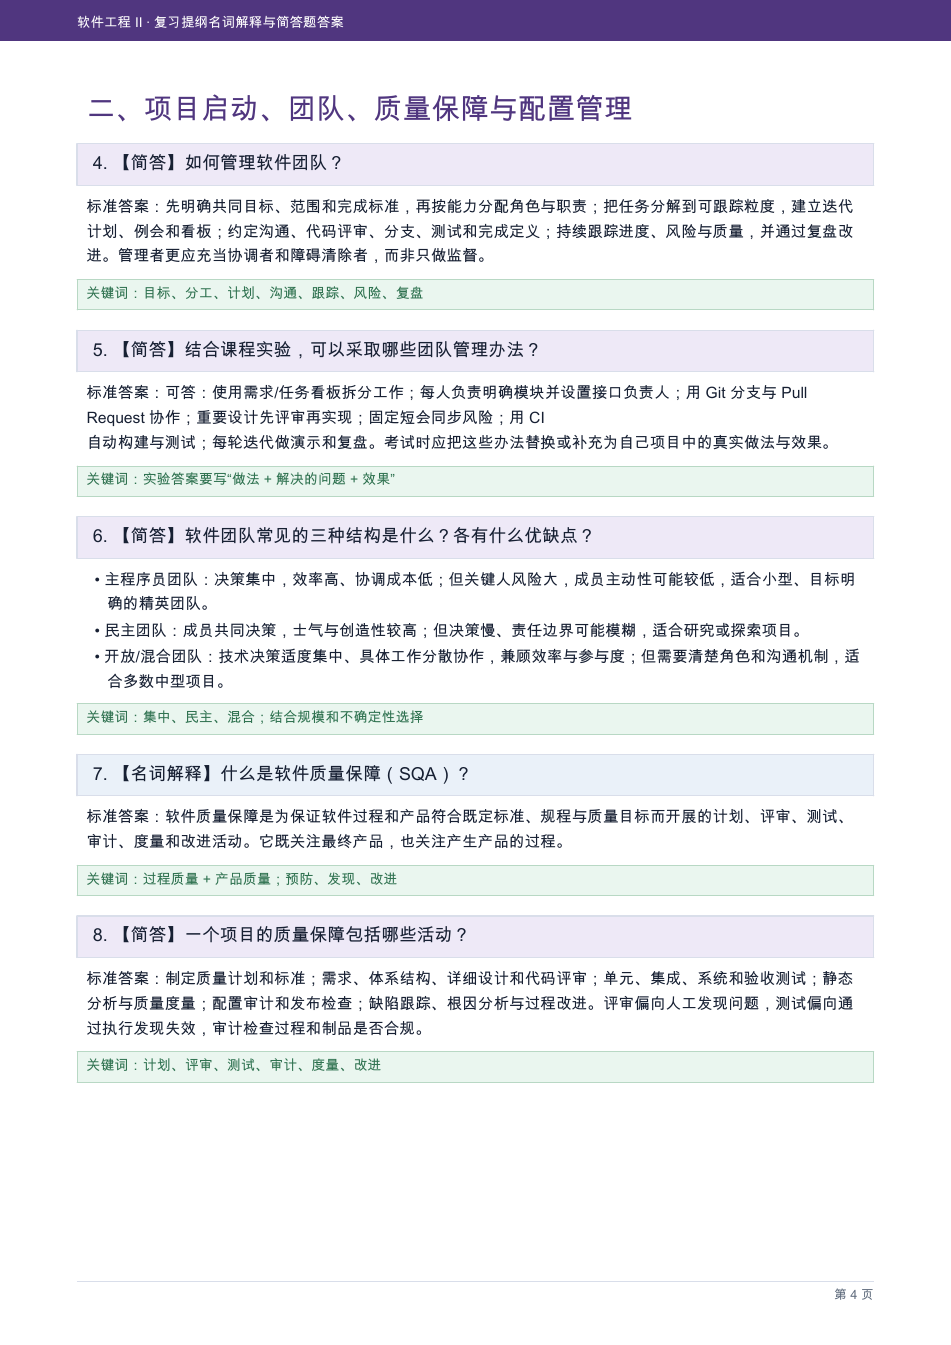 软件工程 II · 复习提纲名词解释与简答题答案
二、项目启动、团队、质量保障与配置管理
4. 【简答】如何管理软件团队？
标准答案：先明确共同目标、范围和完成标准，再按能力分配角色与职责；把任务分解到可跟踪粒度，建立迭代
计划、例会和看板；约定沟通、代码评审、分支、测试和完成定义；持续跟踪进度、风险与质量，并通过复盘改
进。管理者更应充当协调者和障碍清除者，而非只做监督。
关键词：目标、分工、计划、沟通、跟踪、风险、复盘
5. 【简答】结合课程实验，可以采取哪些团队管理办法？
标准答案：可答：使用需求/任务看板拆分工作；每人负责明确模块并设置接口负责人；用 Git 分支与 Pull
Request 协作；重要设计先评审再实现；固定短会同步风险；用 CI
自动构建与测试；每轮迭代做演示和复盘。考试时应把这些办法替换或补充为自己项目中的真实做法与效果。
关键词：实验答案要写“做法 + 解决的问题 + 效果”
6. 【简答】软件团队常见的三种结构是什么？各有什么优缺点？
• 主程序员团队：决策集中，效率高、协调成本低；但关键人风险大，成员主动性可能较低，适合小型、目标明
确的精英团队。
• 民主团队：成员共同决策，士气与创造性较高；但决策慢、责任边界可能模糊，适合研究或探索项目。
• 开放/混合团队：技术决策适度集中、具体工作分散协作，兼顾效率与参与度；但需要清楚角色和沟通机制，适
合多数中型项目。
关键词：集中、民主、混合；结合规模和不确定性选择
7. 【名词解释】什么是软件质量保障（SQA）？
标准答案：软件质量保障是为保证软件过程和产品符合既定标准、规程与质量目标而开展的计划、评审、测试、
审计、度量和改进活动。它既关注最终产品，也关注产生产品的过程。
关键词：过程质量 + 产品质量；预防、发现、改进
8. 【简答】一个项目的质量保障包括哪些活动？
标准答案：制定质量计划和标准；需求、体系结构、详细设计和代码评审；单元、集成、系统和验收测试；静态
分析与质量度量；配置审计和发布检查；缺陷跟踪、根因分析与过程改进。评审偏向人工发现问题，测试偏向通
过执行发现失效，审计检查过程和制品是否合规。
关键词：计划、评审、测试、审计、度量、改进
第 4 页